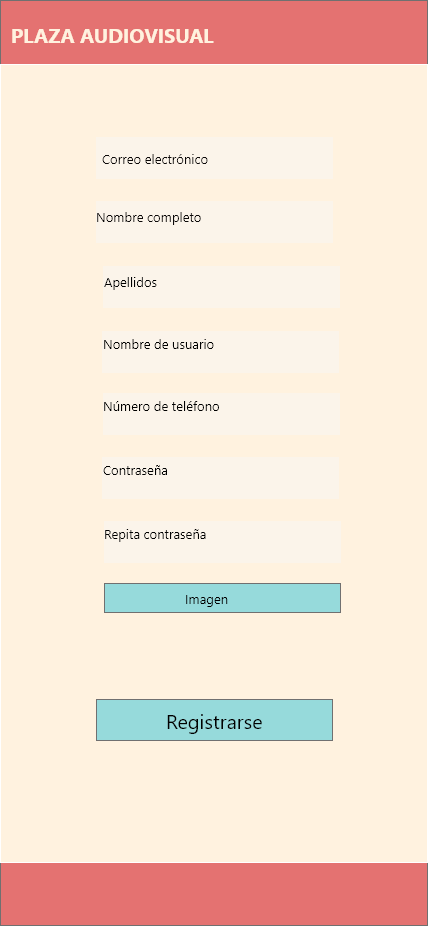 PLAZA AUDIOVISUAL
Correo electrónico
Nombre completo
Apellidos
Nombre de usuario
Número de teléfono
Contraseña
Repita contraseña
Imagen
Registrarse